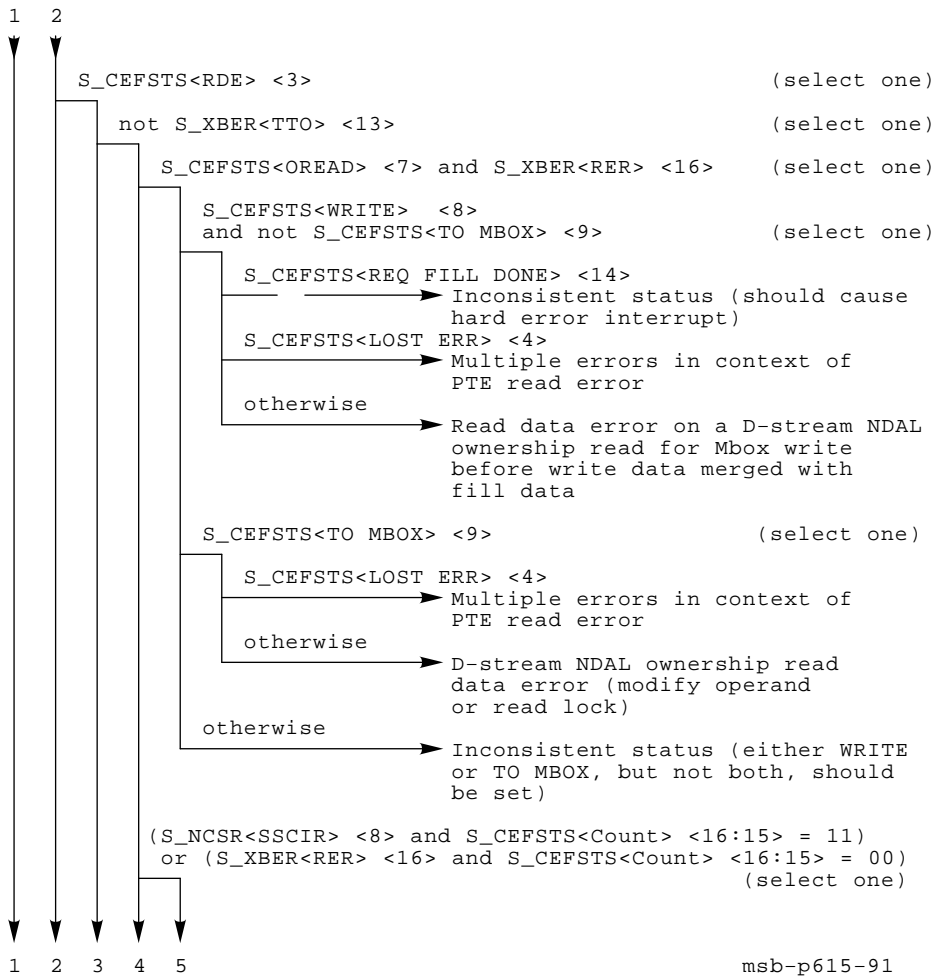 1 2
S_CEFSTS<RDE> <3> (select one)
not S_XBER<TTO> <13> (select one)
S_CEFSTS<OREAD> <7> and S_XBER<RER> <16> (select one)
S_CEFSTS<WRITE> <8>
and not S_CEFSTS<TO MBOX> <9> (select one)
S_CEFSTS<REQ FILL DONE> <14>
Inconsistent status (should cause
hard error interrupt)
S_CEFSTS<LOST ERR> <4>
Multiple errors in context of
PTE read error
otherwise
Read data error on a D-stream NDAL
ownership read for Mbox write
before write data merged with
fill data
S_CEFSTS<TO MBOX> <9> (select one)
S_CEFSTS<LOST ERR> <4>
Multiple errors in context of
PTE read error
otherwise
D-stream NDAL ownership read
data error (modify operand
or read lock)
otherwise
Inconsistent status (either WRITE
or TO MBOX, but not both, should
be set)
(S_NCSR<SSCIR> <8> and S_CEFSTS<Count> <16:15> = 11)
or (S_XBER<RER> <16> and S_CEFSTS<Count> <16:15> = 00)
(select one)
1 2 3 4 5 msb-p615-91